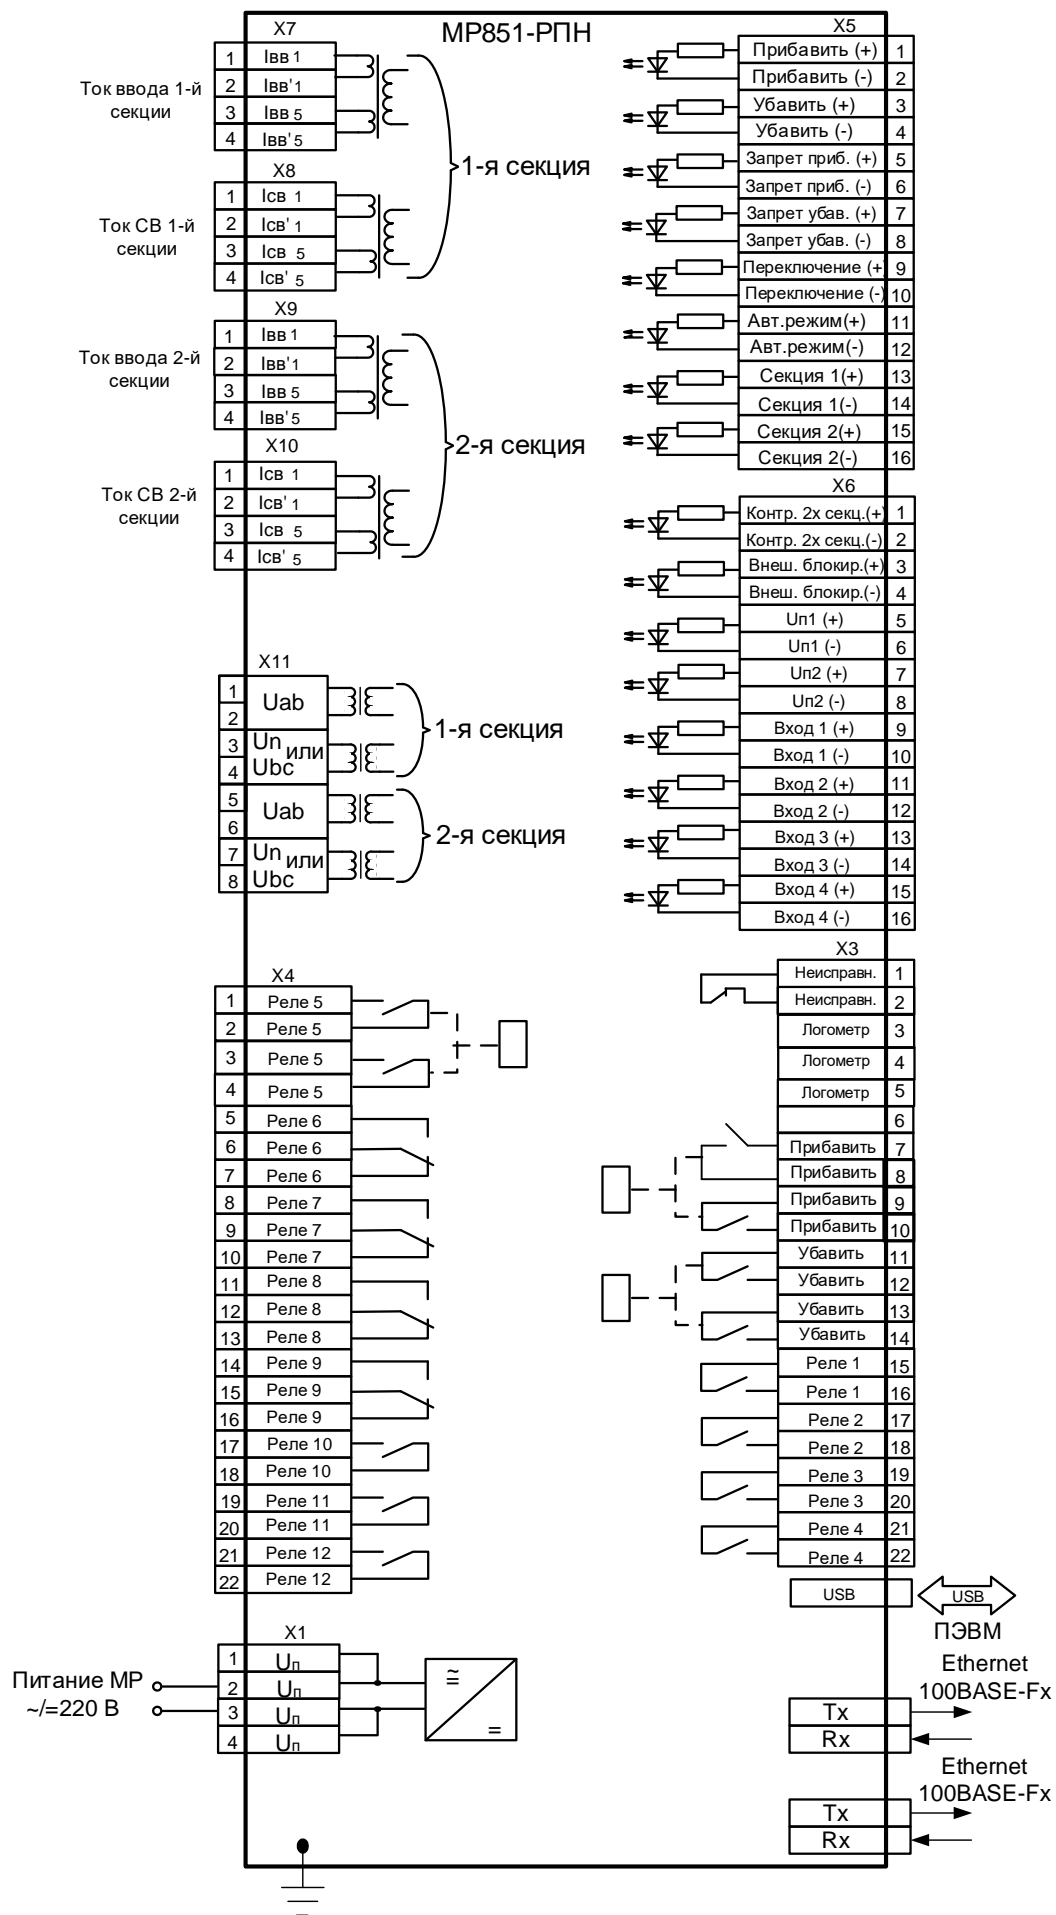 МР851-РПН
X7
Ток ввода 1-й
секции
1 Iвв 1
2 Iвв'1
3 Iвв 5
4 Iвв'5
X8
Ток СВ 1-й
секции
1 Iсв 1
2 Iсв' 1
3 Iсв 5
4 Iсв' 5
1-я секция
X9
Ток ввода 2-й
секции
1 Iвв 1
2 Iвв'1
3 Iвв 5
4 Iвв'5
X10
Ток СВ 2-й
секции
1 Iсв 1
2 Iсв' 1
3 Iсв 5
4 Iсв' 5
2-я секция
X11
1
2
Uab
3
4
Un или
Ubc
1-я секция
5
6
Uab
7
8
Un или
Ubc
2-я секция
X4
1 Реле 5
2 Реле 5
3 Реле 5
4 Реле 5
5 Реле 6
6 Реле 6
7 Реле 6
8 Реле 7
9 Реле 7
10 Реле 7
11 Реле 8
12 Реле 8
13 Реле 8
14 Реле 9
15 Реле 9
16 Реле 9
17 Реле 10
18 Реле 10
19 Реле 11
20 Реле 11
21 Реле 12
22 Реле 12
X1
Питание МР
~/=220 В
1 Uп
2 Uп
3 Uп
4 Uп
X5
Прибавить (+) 1
Прибавить (-) 2
Убавить (+) 3
Убавить (-) 4
Запрет приб. (+) 5
Запрет приб. (-) 6
Запрет убав. (+) 7
Запрет убав. (-) 8
Переключение (+ 9
Переключение (- 10
Авт.режим(+) 11
Авт.режим(-) 12
Секция 1(+) 13
Секция 1(-) 14
Секция 2(+) 15
Секция 2(-) 16
X6
Контр. 2х секц.(+ 1
Контр. 2х секц.(-) 2
Внеш. блокир.(+) 3
Внеш. блокир.(-) 4
Uп1 (+) 5
Uп1 (-) 6
Uп2 (+) 7
Uп2 (-) 8
Вход 1 (+) 9
Вход 1 (-) 10
Вход 2 (+) 11
Вход 2 (-) 12
Вход 3 (+) 13
Вход 3 (-) 14
Вход 4 (+) 15
Вход 4 (-) 16
X3
Неисправн. 1
Неисправн. 2
Логометр 3
Логометр 4
Логометр 5
6
Прибавить 7
Прибавить 8
Прибавить 9
Прибавить 10
Убавить 11
Убавить 12
Убавить 13
Убавить 14
Реле 1 15
Реле 1 16
Реле 2 17
Реле 2 18
Реле 3 19
Реле 3 20
Реле 4 21
Реле 4 22
USB USB
ПЭВМ
Ethernet
100BASE-Fx
Tx
Rx
Ethernet
100BASE-Fx
Tx
Rx